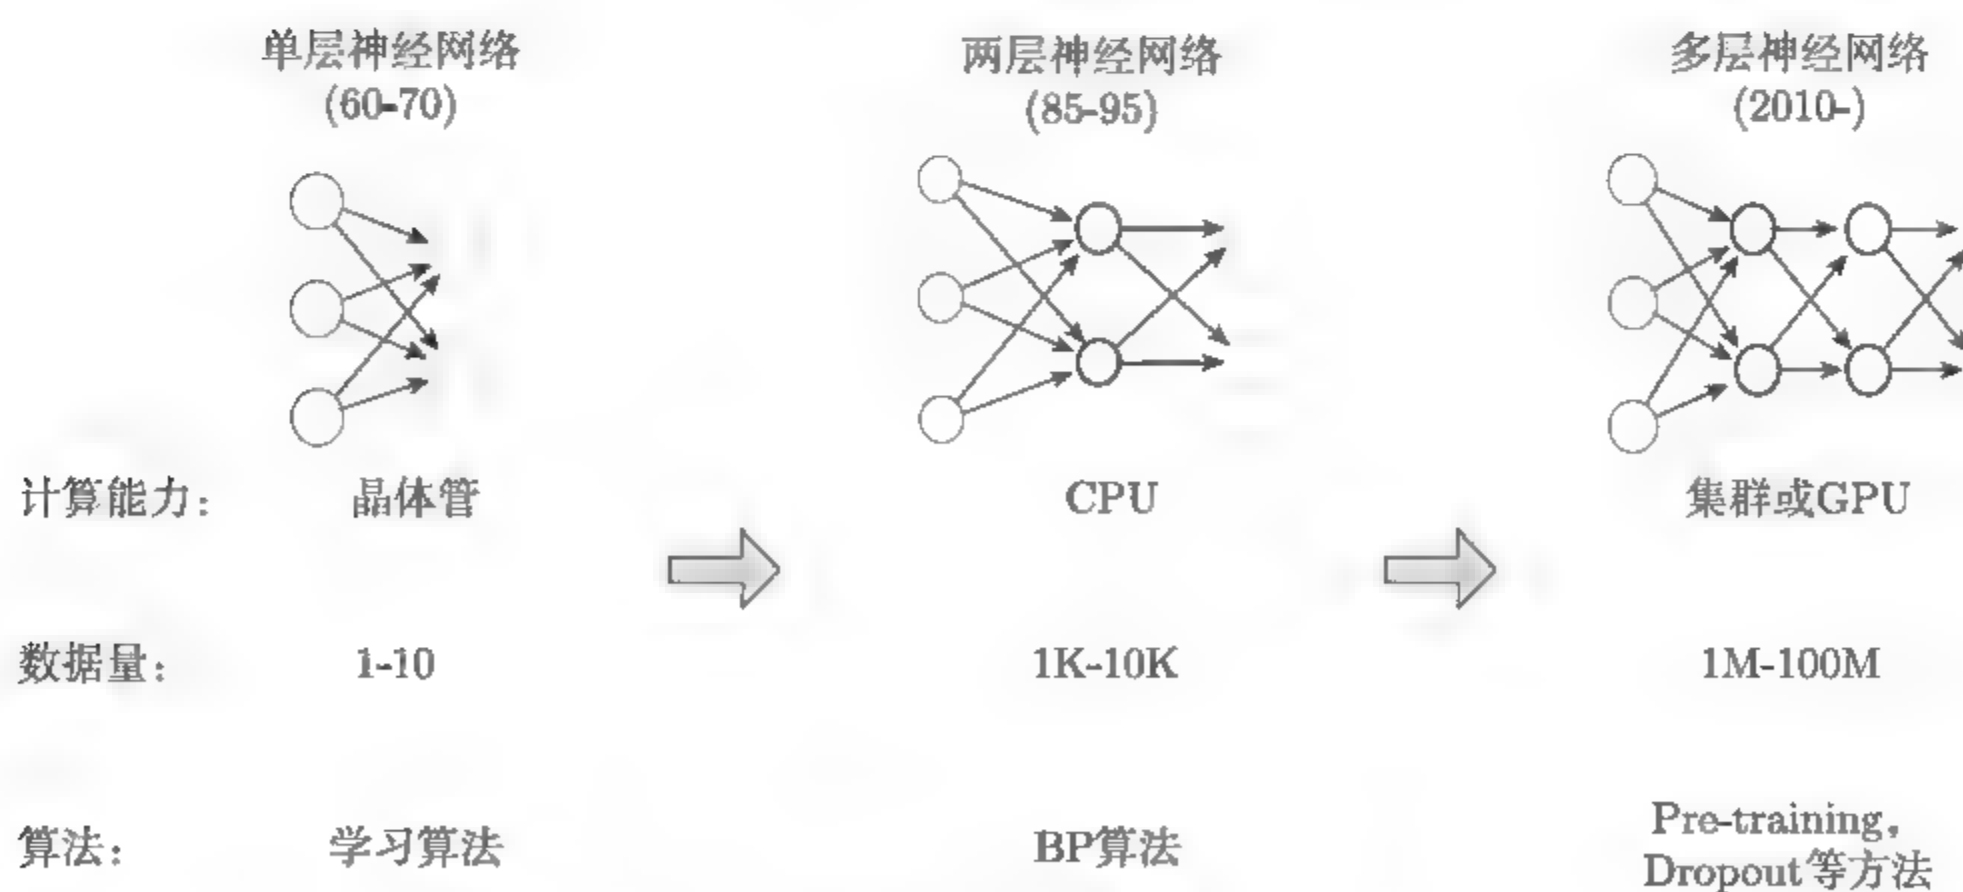 单层神经网络
(60-70)
两层神经网络
(85-95)
多层神经网络
(2010-)
计算能力：
晶体管
CPU
集群或GPU
数据量：
1-10
1K-10K
1M-100M
算法：
学习算法
BP算法
Pre-training,
Dropout等方法